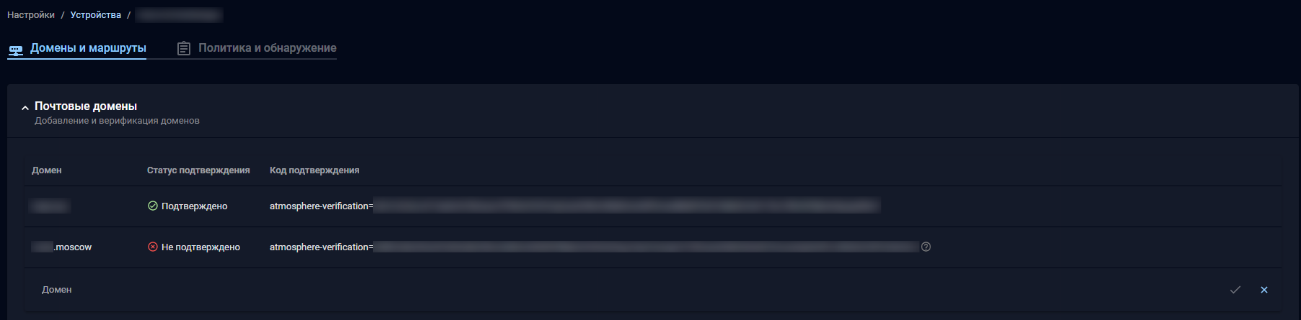 Настройки / Устройства /
Домены и маршруты Политика и обнаружение
Почтовые домены
Добавление и верификация доменов
Домен Статус подтверждения Код подтверждения
Подтверждено atmosphere-verification=
.moscow Не подтверждено atmosphere-verification=
Домен